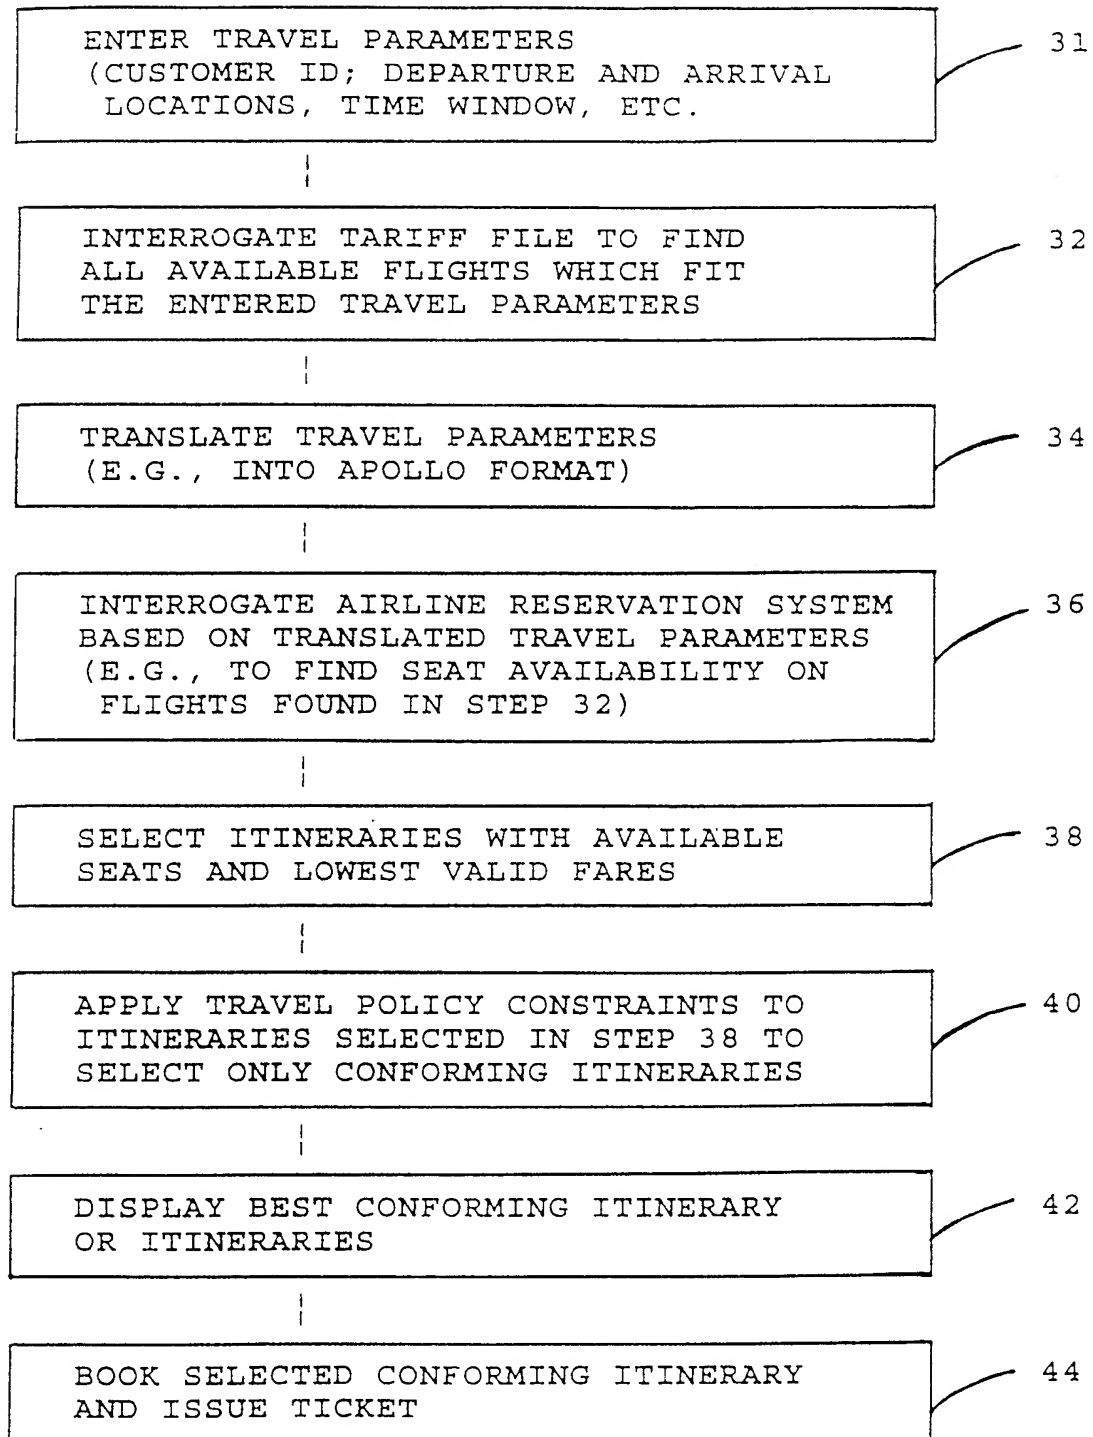 ENTER TRAVEL PARAMETERS
(CUSTOMER ID; DEPARTURE AND ARRIVAL
LOCATIONS, TIME WINDOW, ETC.
31
INTERROGATE TARIFF FILE TO FIND
ALL AVAILABLE FLIGHTS WHICH FIT
THE ENTERED TRAVEL PARAMETERS
32
TRANSLATE TRAVEL PARAMETERS
(E.G., INTO APOLLO FORMAT)
34
INTERROGATE AIRLINE RESERVATION SYSTEM
BASED ON TRANSLATED TRAVEL PARAMETERS
(E.G., TO FIND SEAT AVAILABILITY ON
FLIGHTS FOUND IN STEP 32)
36
SELECT ITINERARIES WITH AVAILABLE
SEATS AND LOWEST VALID FARES
38
APPLY TRAVEL POLICY CONSTRAINTS TO
ITINERARIES SELECTED IN STEP 38 TO
SELECT ONLY CONFORMING ITINERARIES
40
DISPLAY BEST CONFORMING ITINERARY
OR ITINERARIES
42
BOOK SELECTED CONFORMING ITINERARY
AND ISSUE TICKET
44